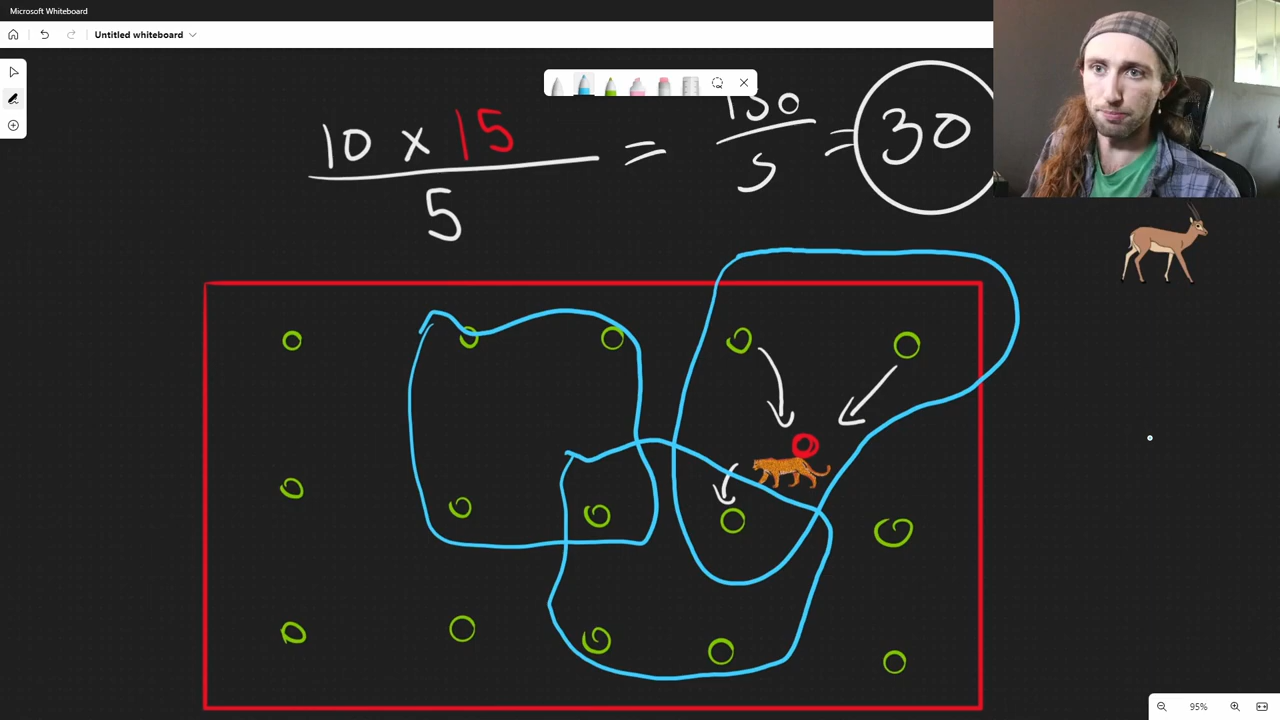 Microsoft Whiteboard
Untitled whiteboard
10 x 15 = 150 = 30
5 5
95%